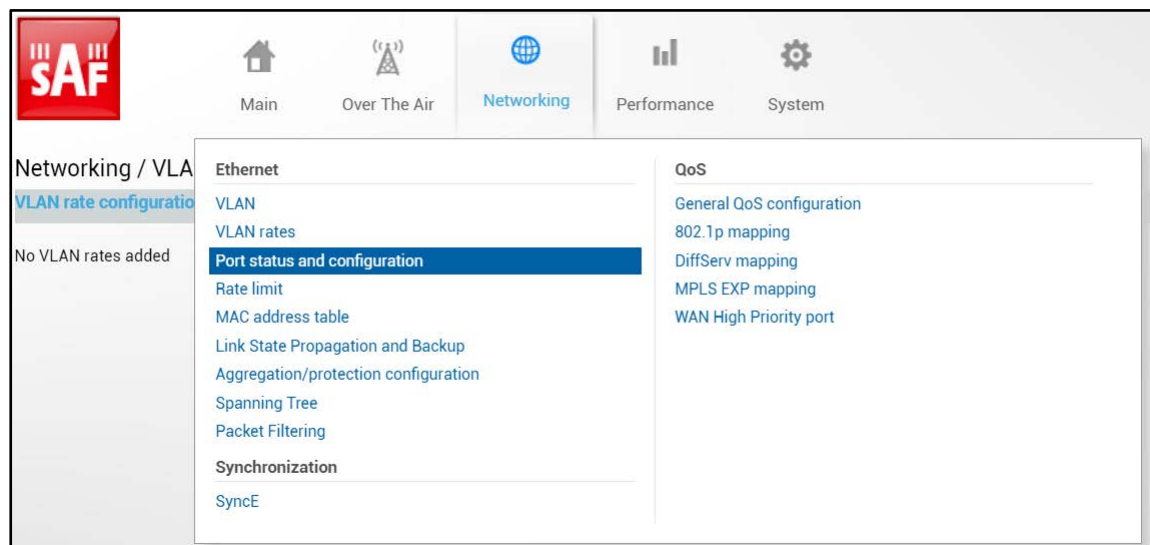 SAF
Main
Over The Air
Networking
Performance
System
Networking / VLA
VLAN rate configuratio
No VLAN rates added
Ethernet
VLAN
VLAN rates
Port status and configuration
Rate limit
MAC address table
Link State Propagation and Backup
Aggregation/protection configuration
Spanning Tree
Packet Filtering
Synchronization
SyncE
QoS
General QoS configuration
802.1p mapping
DiffServ mapping
MPLS EXP mapping
WAN High Priority port